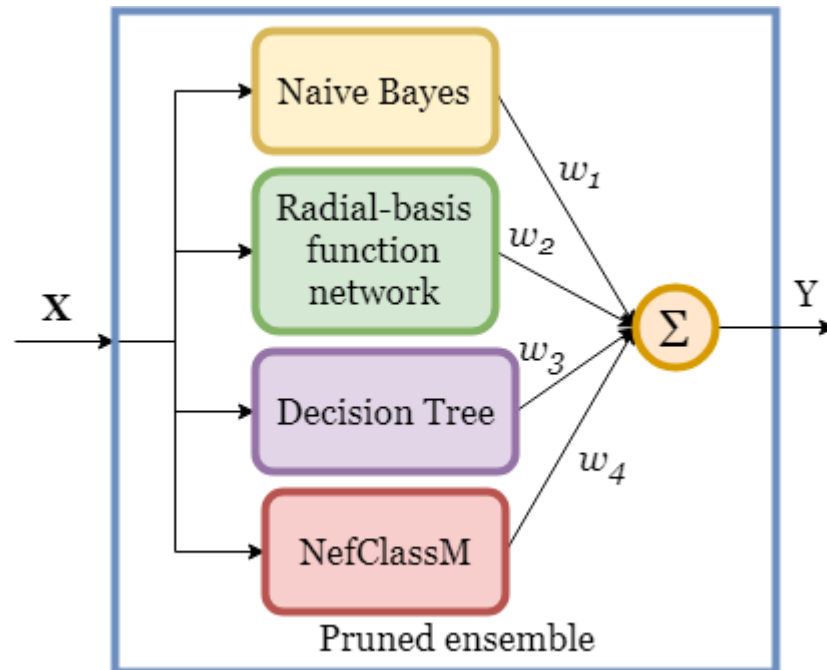 Naive Bayes
w1
Radial-basis
function
network
w2
X
Y
Σ
w3
Decision Tree
w4
NefClassM
Pruned ensemble